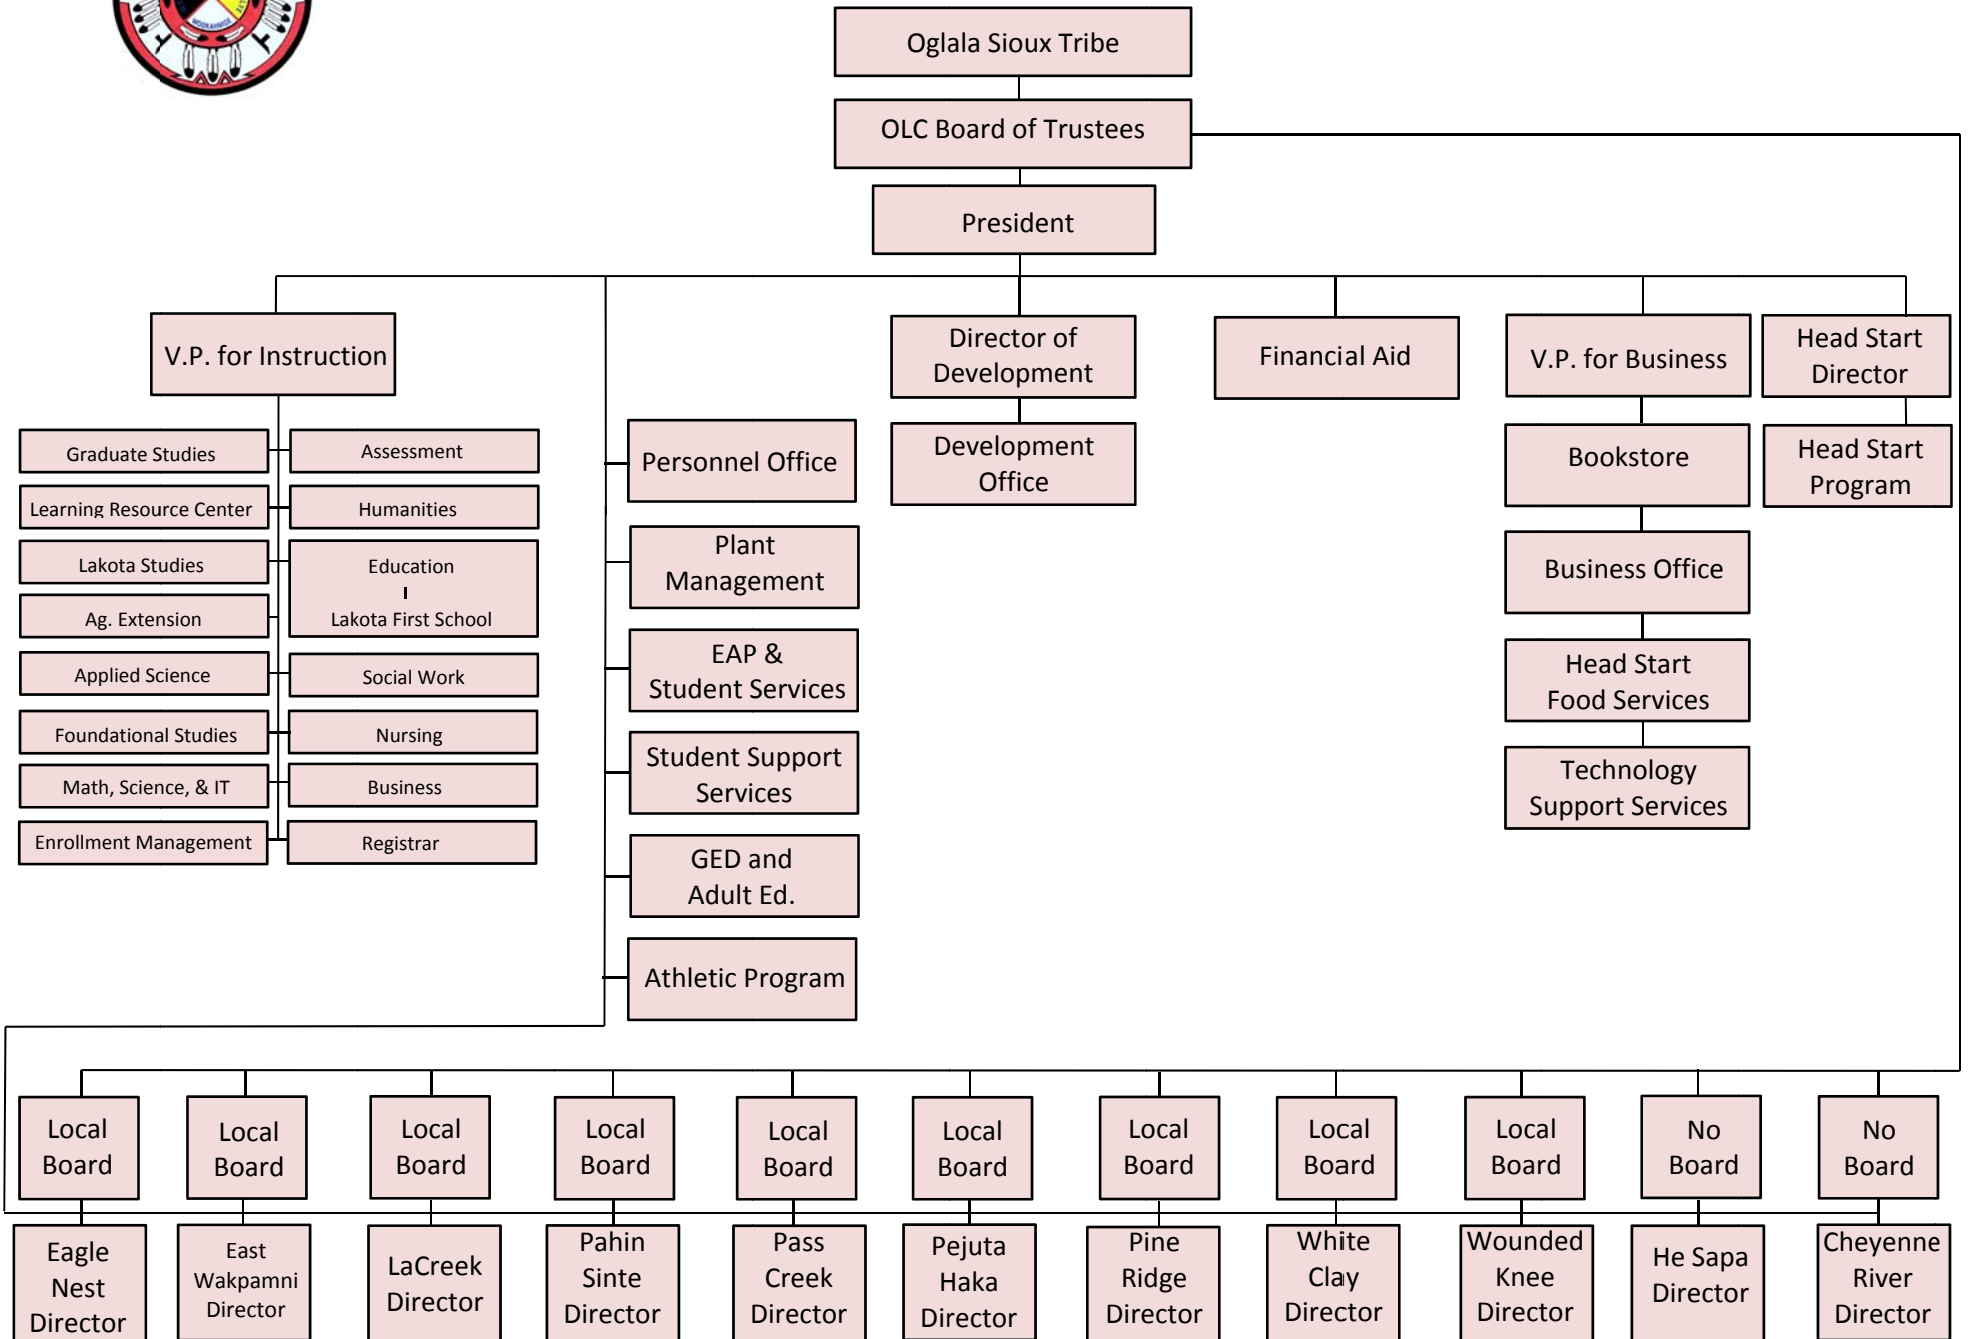 WOOKAHNIGE
Oglala Sioux Tribe
OLC Board of Trustees
President
V.P. for Instruction
Director of
Development
Financial Aid
V.P. for Business
Head Start
Director
Graduate Studies
Assessment
Learning Resource Center
Humanities
Lakota Studies
Education
Lakota First School
Ag. Extension
Applied Science
Social Work
Foundational Studies
Nursing
Math, Science, & IT
Business
Enrollment Management
Registrar
Personnel Office
Plant
Management
EAP &
Student Services
Student Support
Services
GED and
Adult Ed.
Athletic Program
Development
Office
Bookstore
Business Office
Head Start
Food Services
Technology
Support Services
Head Start
Program
Local
Board
Local
Board
Local
Board
Local
Board
Local
Board
Local
Board
Local
Board
Local
Board
Local
Board
No
Board
No
Board
Eagle
Nest
Director
East
Wakpamni
Director
LaCreek
Director
Pahin
Sinte
Director
Pass
Creek
Director
Pejuta
Haka
Director
Pine
Ridge
Director
White
Clay
Director
Wounded
Knee
Director
He Sapa
Director
Cheyenne
River
Director